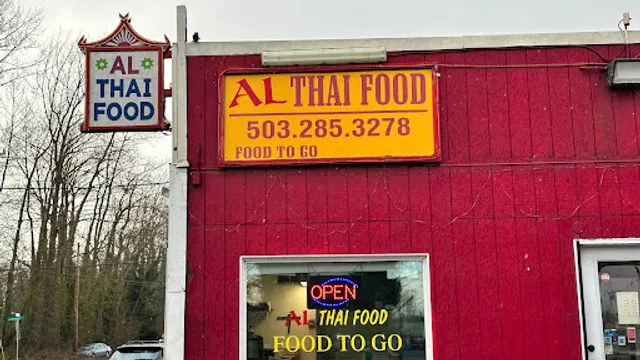 AL
THAI
FOOD
AL THAI FOOD
503.285.3278
FOOD TO GO
OPEN
AL THAI FOOD
FOOD TO GO